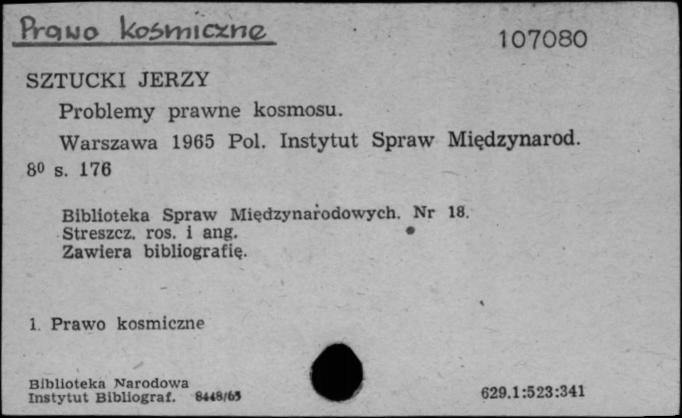 Prawo kosmiczne
107080
SZTUCKI JERZY
Problemy prawne kosmosu.
Warszawa 1965 Pol. Instytut Spraw Międzynarod.
8⁰ s. 176
Biblioteka Spraw Międzynarodowych. Nr 18.
Streszcz. ros. i ang.
Zawiera bibliografię.
1. Prawo kosmiczne
Biblioteka Narodowa
Instytut Bibliograf. 8448/65
629.1:523:341